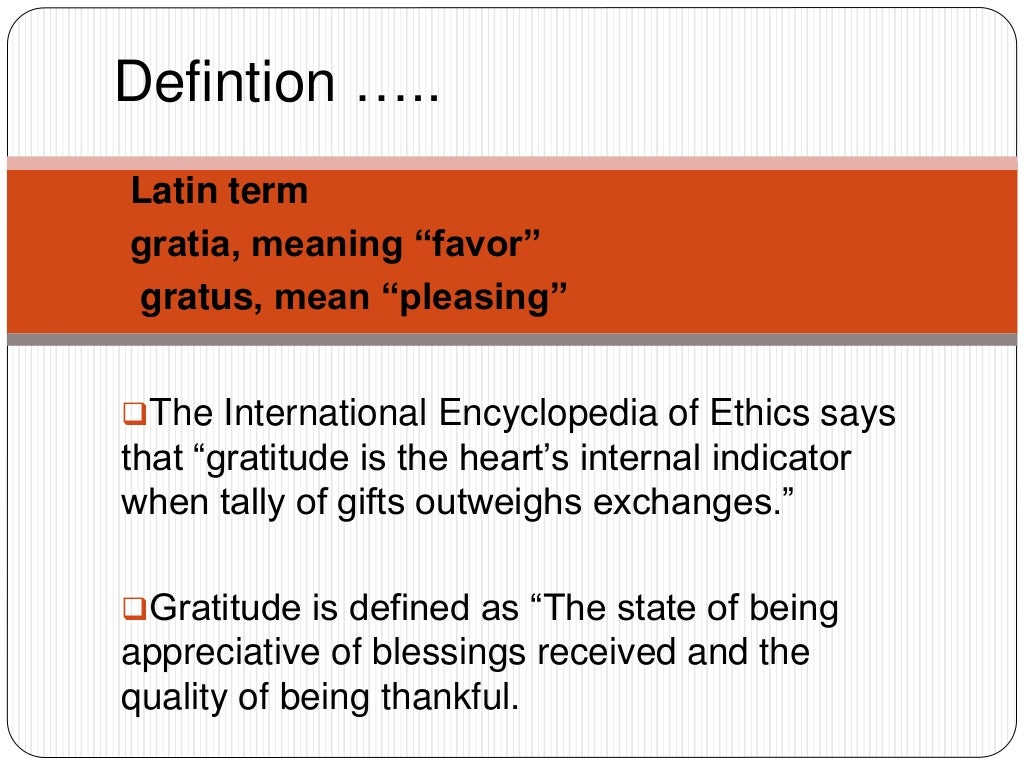 Defintion …..
Latin term
gratia, meaning “favor”
gratus, mean “pleasing”
❑The International Encyclopedia of Ethics says
that “gratitude is the heart’s internal indicator
when tally of gifts outweighs exchanges.”
❑Gratitude is defined as “The state of being
appreciative of blessings received and the
quality of being thankful.